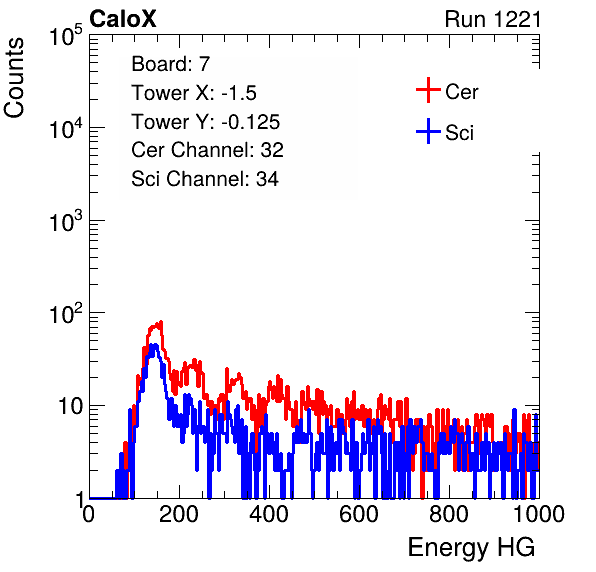 CaloX Run 1221
Counts
10^5
10^4
10^3
10^2
10
1
Board: 7
Tower X: -1.5
Tower Y: -0.125
Cer Channel: 32
Sci Channel: 34
Cer
Sci
0 200 400 600 800 1000
Energy HG